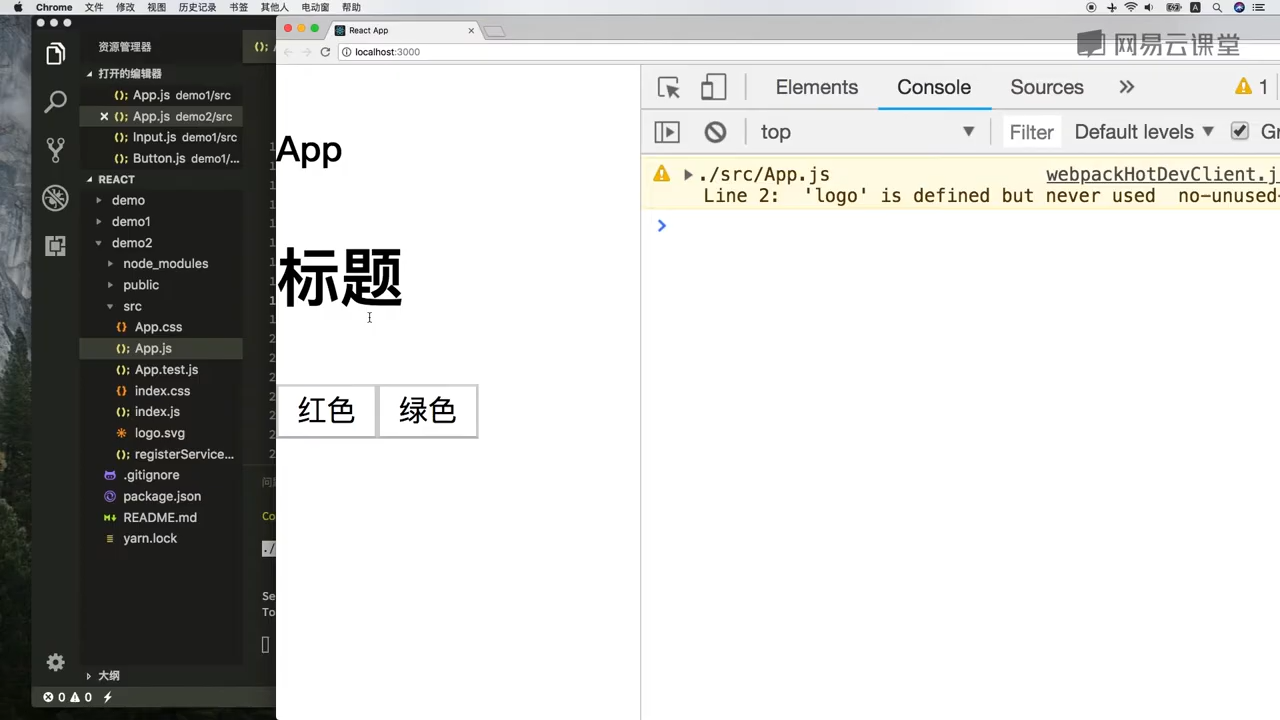 Chrome 文件 修改 视图 历史记录 书签 其他人 电动窗 帮助
资源管理器
打开的编辑器
App.js demo1/src
App.js demo2/src
Input.js demo1/src
Button.js demo1/...
REACT
demo
demo1
demo2
node_modules
public
src
App.css
App.js
App.test.js
index.css
index.js
logo.svg
registerService...
.gitignore
package.json
README.md
yarn.lock
大纲
0 0
React App
localhost:3000
网易云课堂
App
标题
红色 绿色
Elements Console Sources 1
top Filter Default levels
./src/App.js webpackHotDevClient.j
Line 2: 'logo' is defined but never used no-unused-